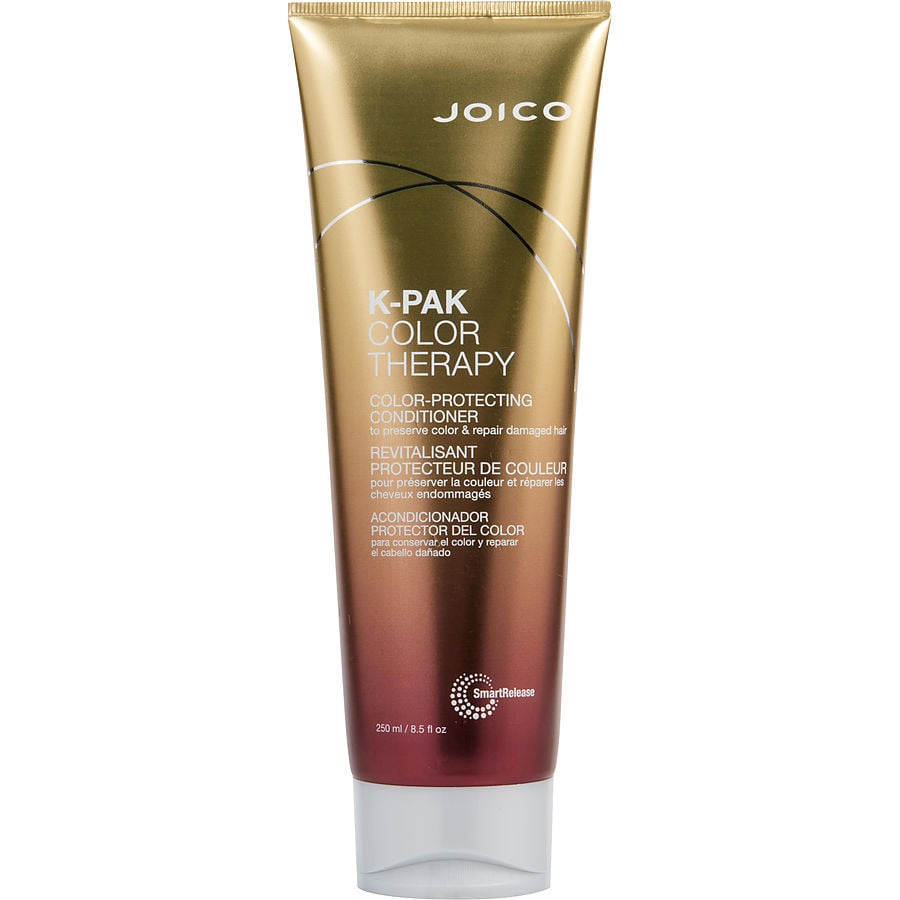 JOICO
K-PAK
COLOR
THERAPY
COLOR-PROTECTING
CONDITIONER
to preserve color & repair damaged hair
REVITALISANT
PROTECTEUR DE COULEUR
pour préserver la couleur et réparer les
cheveux endommagés
ACONDICIONADOR
PROTECTOR DEL COLOR
para conservar el color y reparar
el cabello dañado
SmartRelease
250 ml / 8.5 fl oz